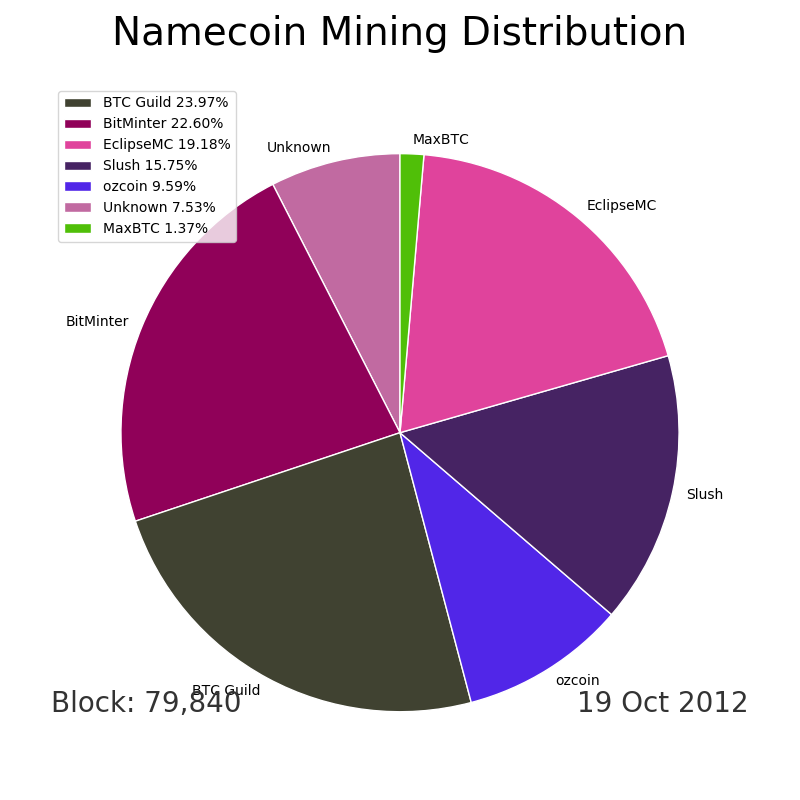 Namecoin Mining Distribution
BTC Guild 23.97%
BitMinter 22.60%
EclipseMC 19.18%
Slush 15.75%
ozcoin 9.59%
Unknown 7.53%
MaxBTC 1.37%
Unknown
MaxBTC
EclipseMC
BitMinter
Slush
ozcoin
BTC Guild
Block: 79,840
19 Oct 2012